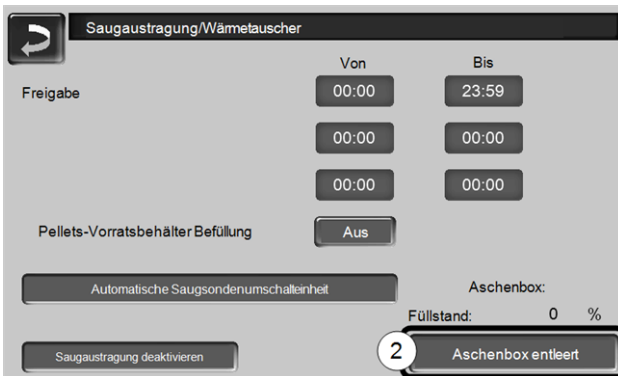 Saugaustragung/Wärmetauscher
Von Bis
Freigabe 00:00 23:59
00:00 00:00
00:00 00:00
Pellets-Vorratsbehälter Befüllung Aus
Automatische Saugsondenumschalteinheit Aschenbox:
Füllstand: 0 %
Saugaustragung deaktivieren 2 Aschenbox entleert